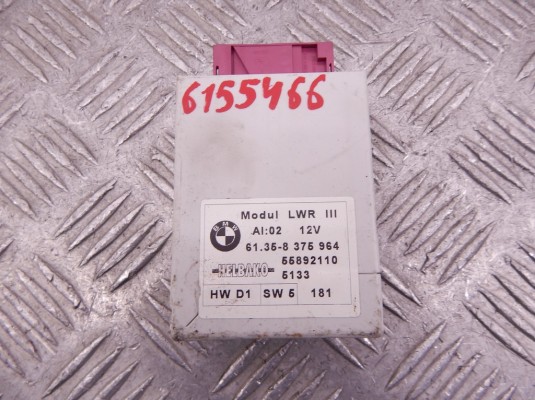 6155466
Modul LWR III
BMW
AI:02 12V
61.35-8 375 964
55892110
HELBAKO
5133
HW D1 SW 5 181